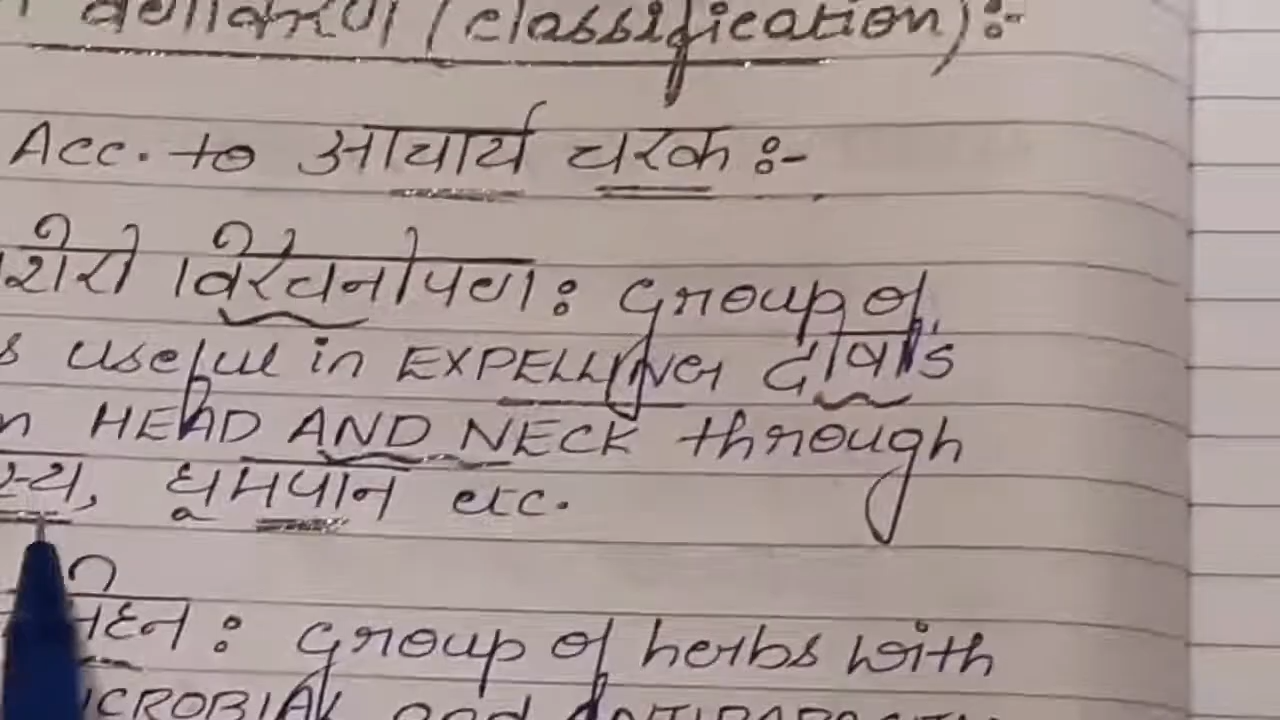 वर्गीकरण (classification):-
Acc. to आचार्य चरक :-
शिरो विरेचनोपग : Group of
useful in EXPELLING दोषा's
HEAD AND NECK through
धूमपान etc.
: Group of herbs with
and